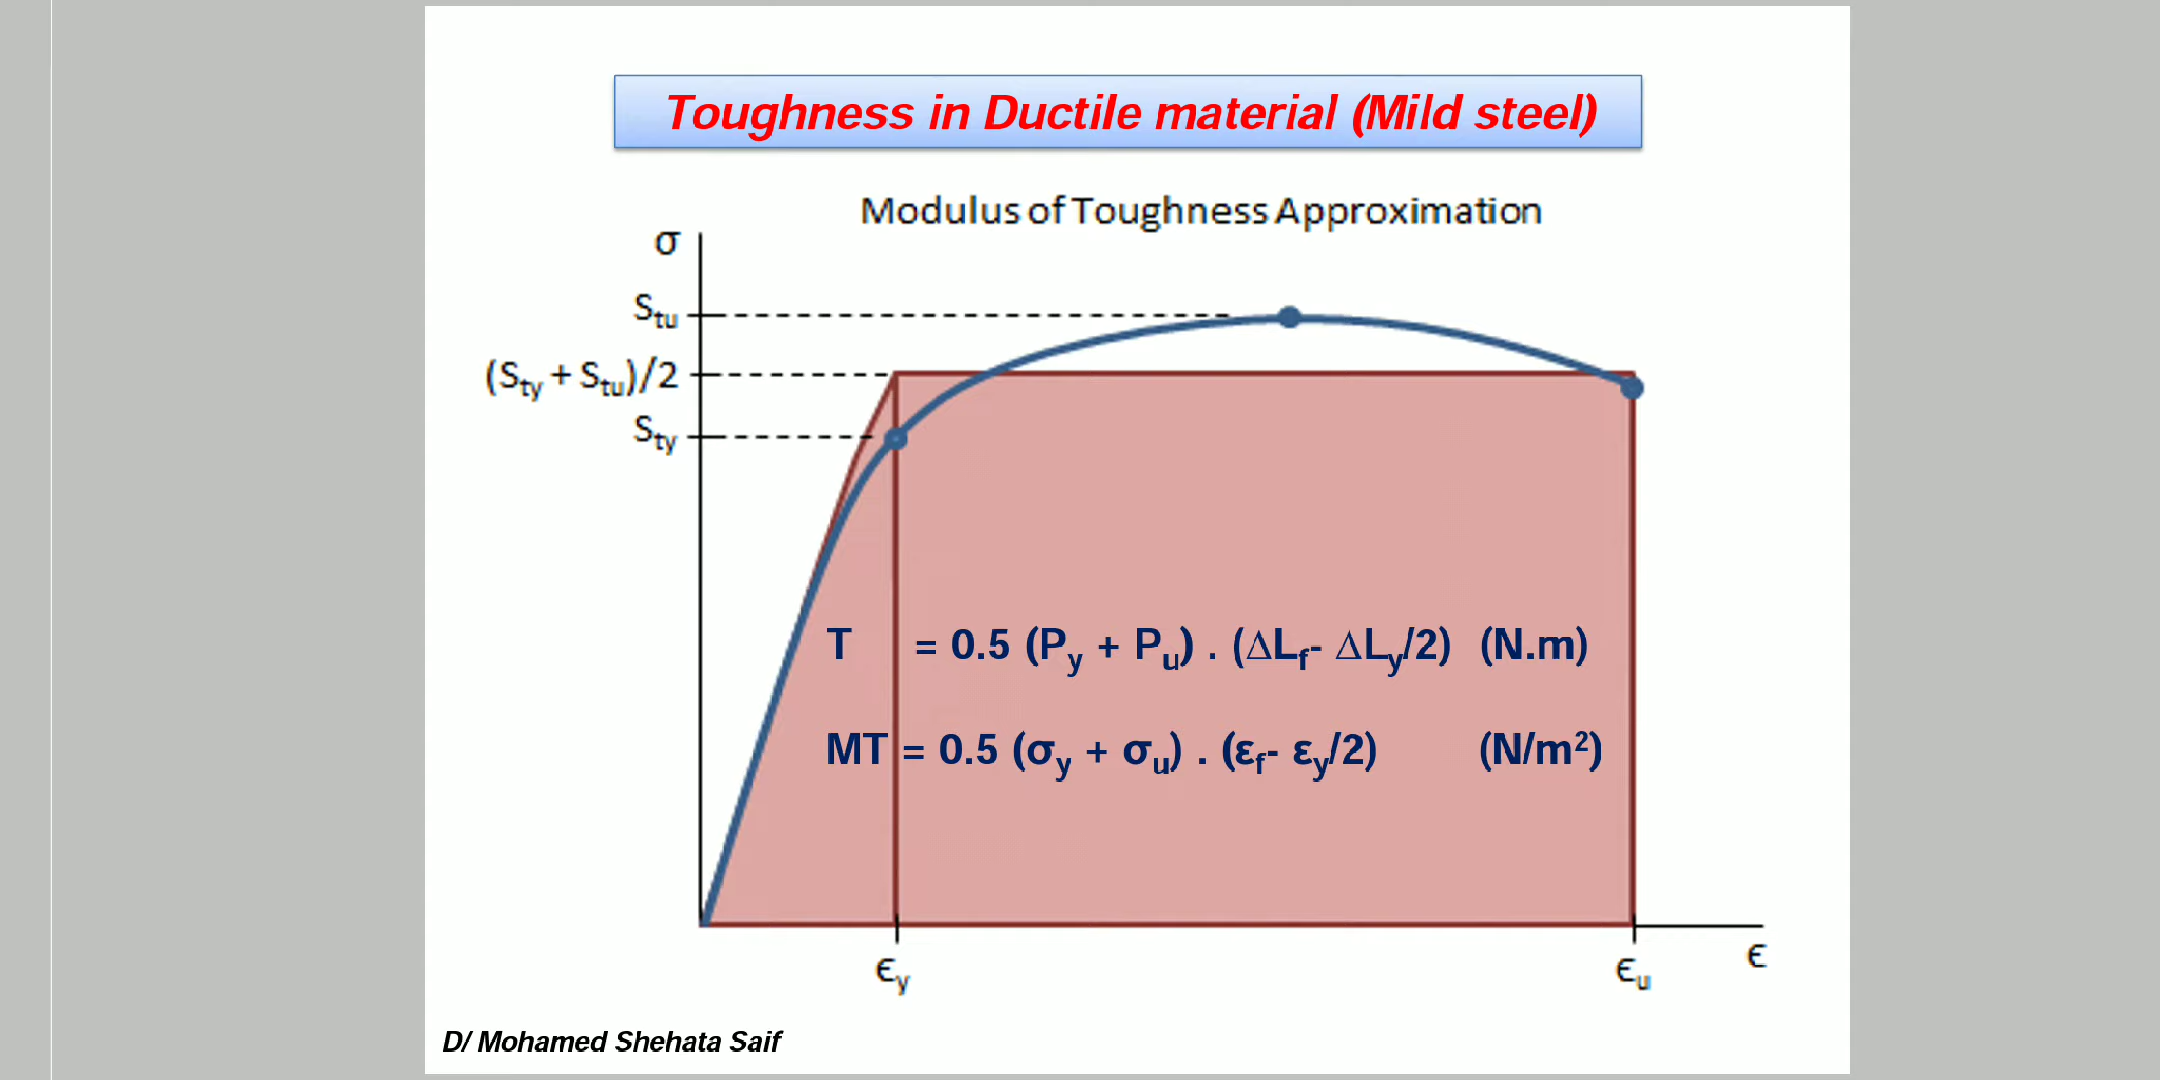 Toughness in Ductile material (Mild steel)
Modulus of Toughness Approximation
σ
Stu
(Sty + Stu)/2
Sty
T = 0.5 (Py + Pu) . (ΔLf- ΔLy/2) (N.m)
MT = 0.5 (σy + σu) . (εf- εy/2) (N/m²)
ϵy
ϵu
ϵ
D/ Mohamed Shehata Saif